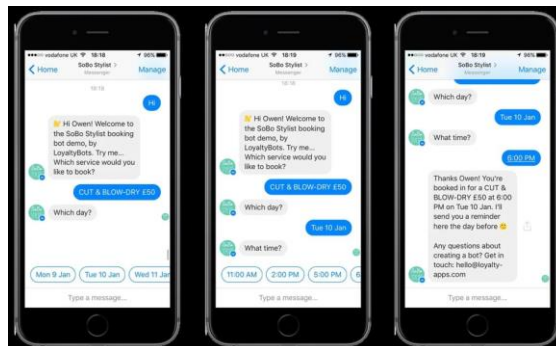 vodafone UK 18:18 96%
Home SoBo Stylist > Manage
Messenger
18:18
Hi
👋 Hi Owen! Welcome to
the SoBo Stylist booking
bot demo, by
LoyaltyBots. Try me...
Which service would you
like to book?
CUT & BLOW-DRY £50
Which day?
Mon 9 Jan Tue 10 Jan Wed 11 Jan
Type a message...
vodafone UK 18:19 96%
Home SoBo Stylist > Manage
Messenger
18:18
Hi
👋 Hi Owen! Welcome to
the SoBo Stylist booking
bot demo, by
LoyaltyBots. Try me...
Which service would you
like to book?
CUT & BLOW-DRY £50
Which day?
Tue 10 Jan
What time?
11:00 AM 2:00 PM 5:00 PM 6
Type a message...
vodafone UK 18:19 96%
Home SoBo Stylist > Manage
Messenger
Which day?
Tue 10 Jan
What time?
6:00 PM
Thanks Owen! You're
booked in for a CUT &
BLOW-DRY £50 at 6:00
PM on Tue 10 Jan. I'll
send you a reminder
here the day before 🙂
Any questions about
creating a bot? Get in
touch: hello@loyalty-
apps.com
Type a message...